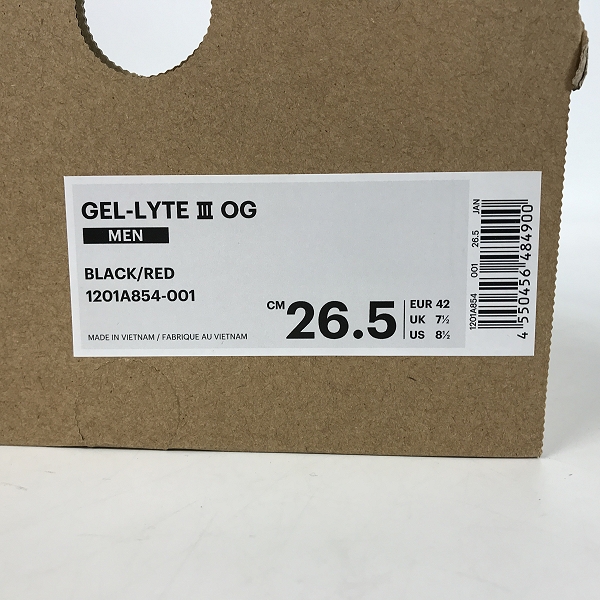 GEL-LYTE III OG
MEN
BLACK/RED
1201A854-001
MADE IN VIETNAM / FABRIQUE AU VIETNAM
CM 26.5
EUR 42
UK 7½
US 8½
1201A854 001 26.5 JAN
4 550456 484900